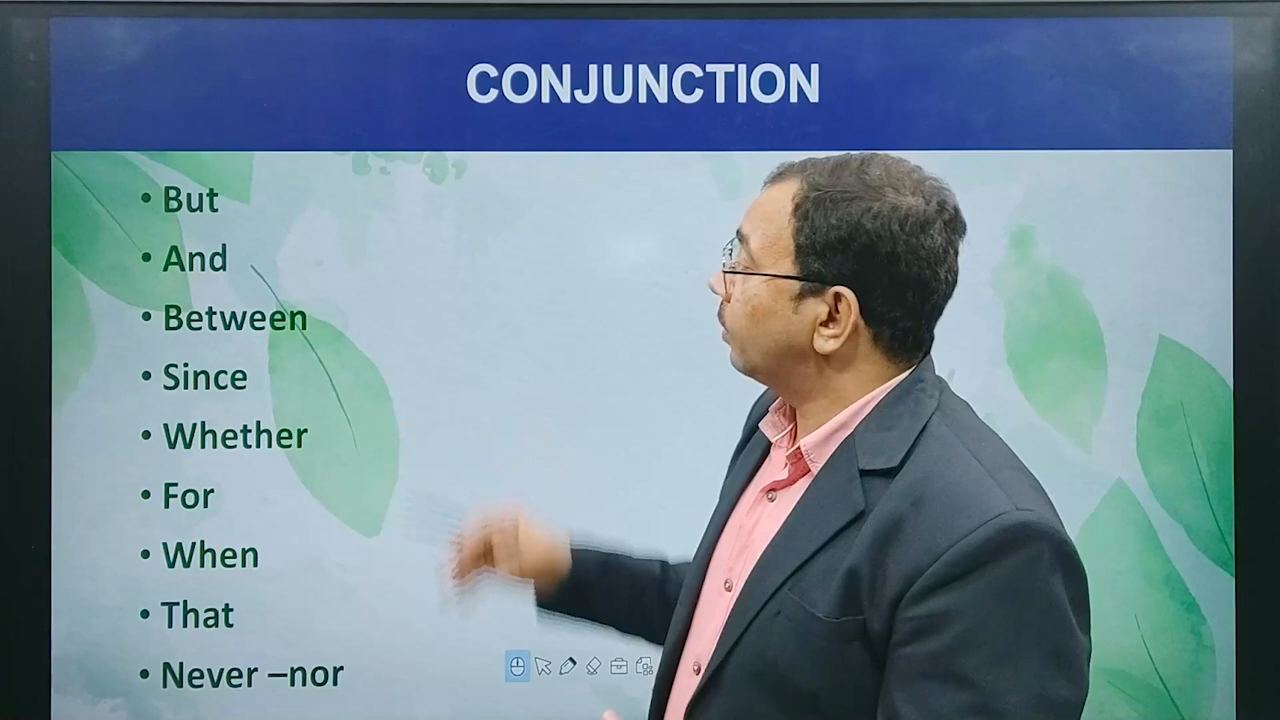 CONJUNCTION
• But
• And
• Between
• Since
• Whether
• For
• When
• That
• Never –nor